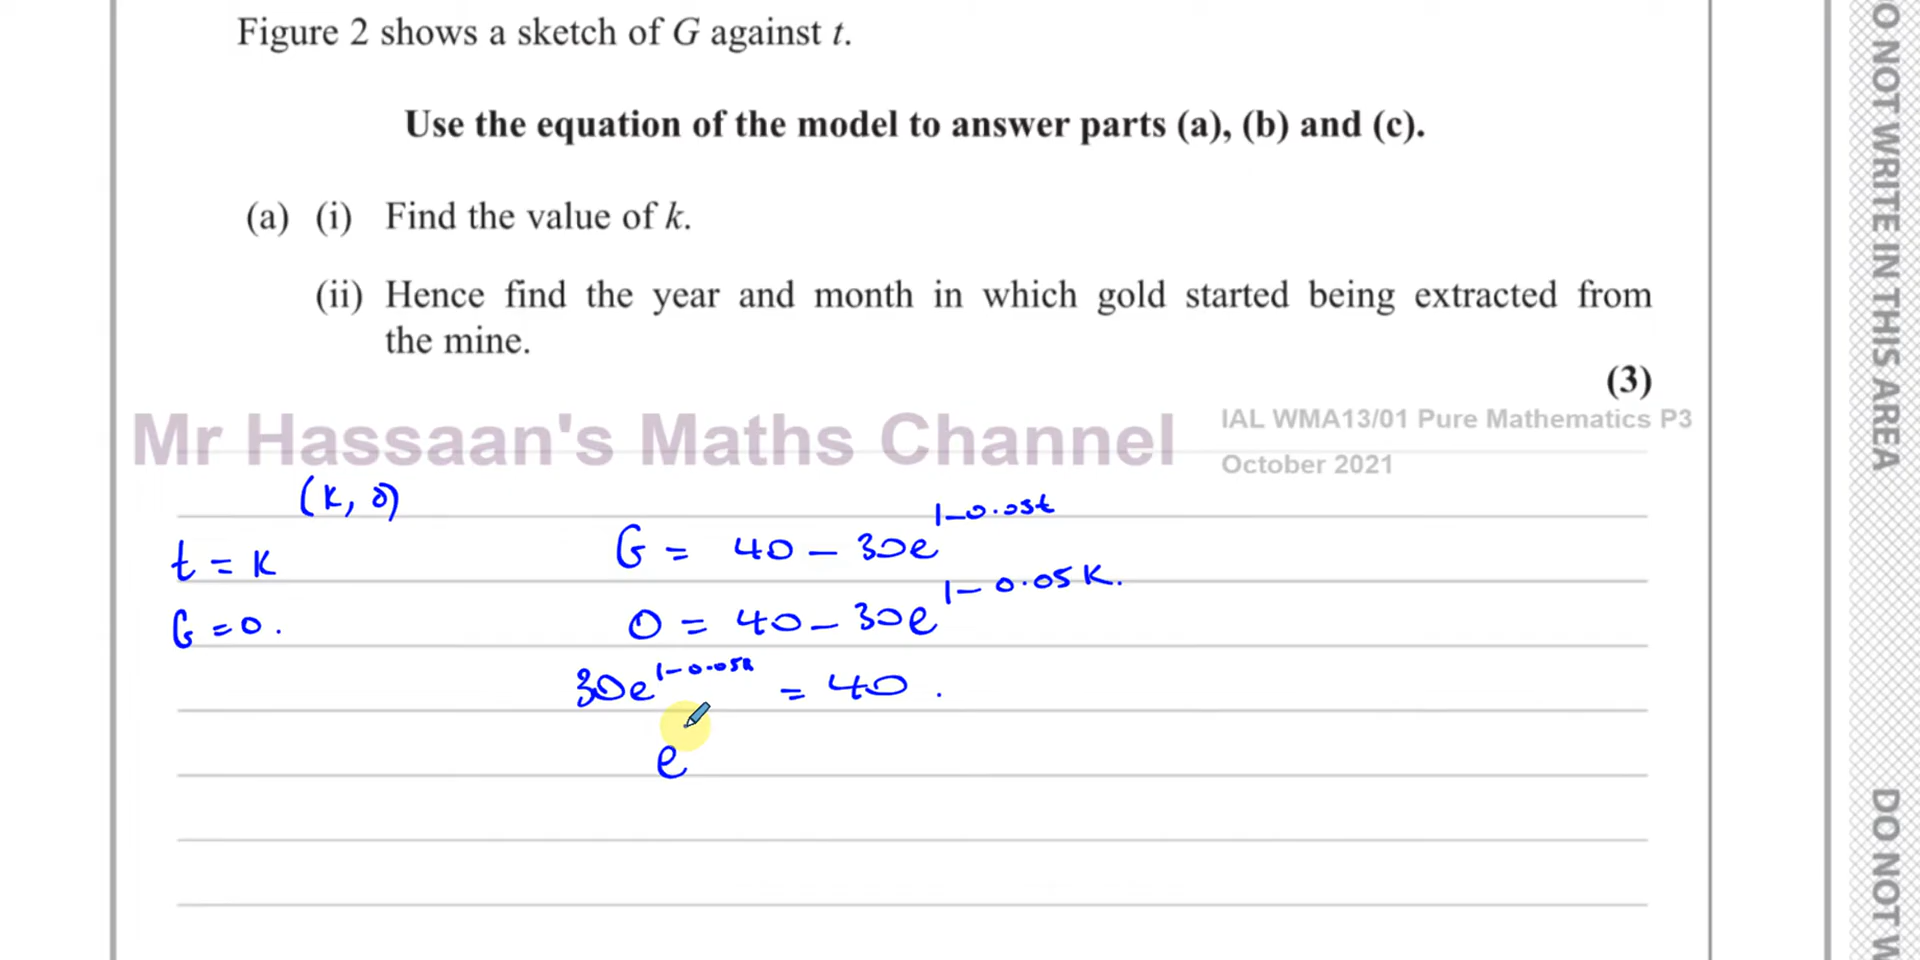 Figure 2 shows a sketch of G against t.
Use the equation of the model to answer parts (a), (b) and (c).
(a) (i) Find the value of k.
(ii) Hence find the year and month in which gold started being extracted from
the mine.
(3)
Mr Hassaan's Maths Channel
IAL WMA13/01 Pure Mathematics P3
October 2021
(K, 0)
t = K
G = 0.
G = 40 - 30e^{1-0.05t}
0 = 40 - 30e^{1-0.05K}.
30e^{1-0.05k} = 40.
e
DO NOT WRITE IN THIS AREA
DO NOT W